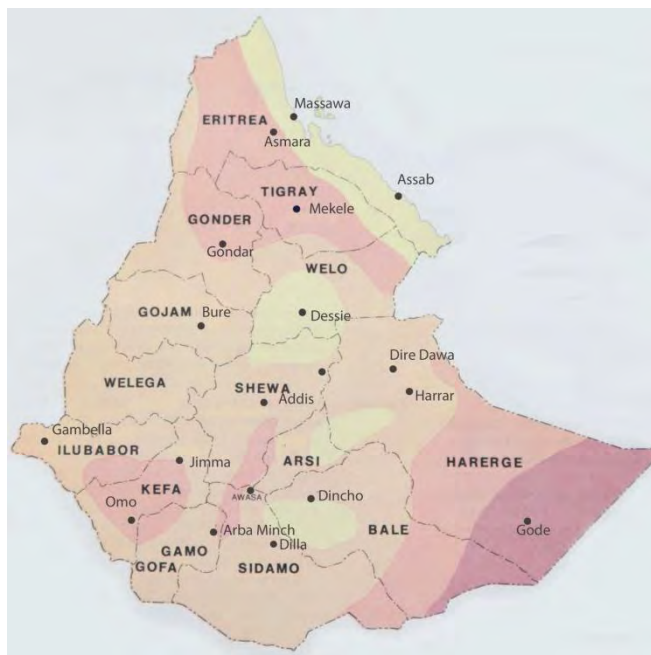 Massawa
ERITREA
Asmara
TIGRAY
Assab
Mekele
GONDER
Gondar
WELO
GOJAM
Bure
Dessie
Dire Dawa
WELEGA
SHEWA
Addis
Harrar
Gambella
ILUBABOR
Jimma
ARSI
HARERGE
KEFA
AWASA
Dincho
Omo
Arba Minch
BALE
Gode
GAMO
Dilla
GOFA
SIDAMO